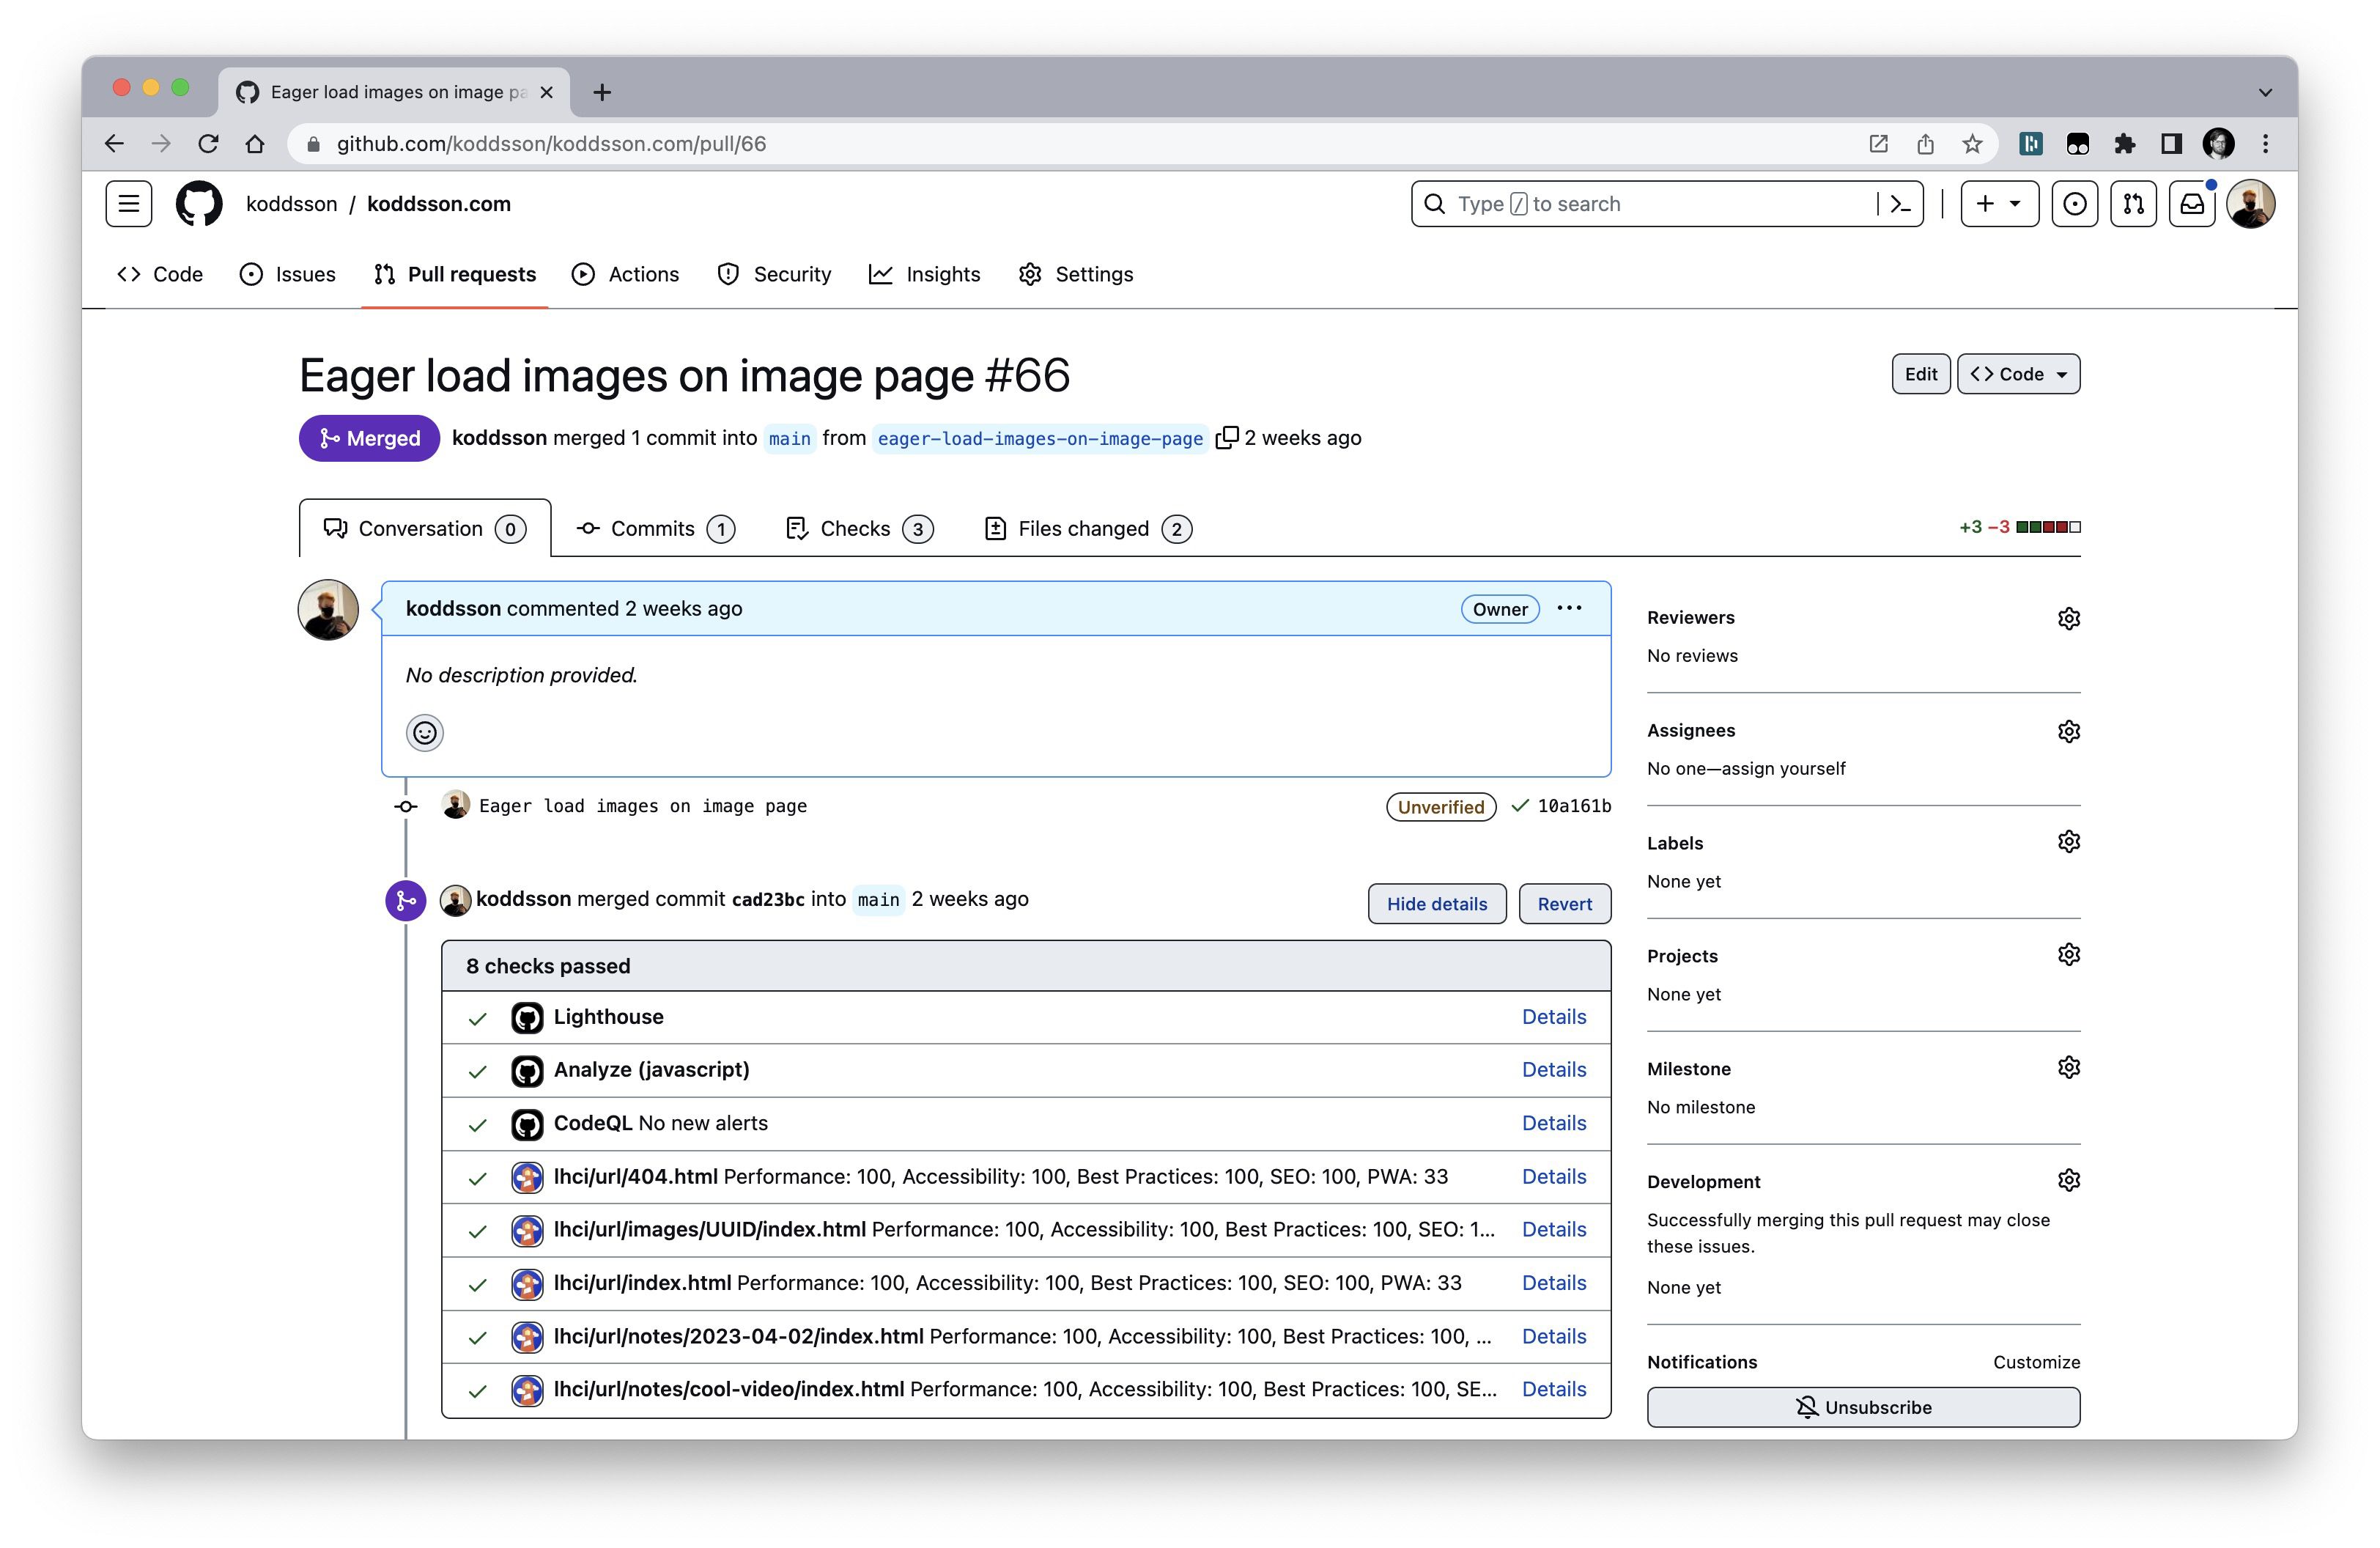 Eager load images on image pa
github.com/koddsson/koddsson.com/pull/66
koddsson / koddsson.com
Type / to search
Code
Issues
Pull requests
Actions
Security
Insights
Settings
Eager load images on image page #66
Edit
Code
Merged
koddsson merged 1 commit into main from eager-load-images-on-image-page 2 weeks ago
Conversation 0
Commits 1
Checks 3
Files changed 2
+3 −3
koddsson commented 2 weeks ago
Owner
No description provided.
Eager load images on image page
Unverified
10a161b
koddsson merged commit cad23bc into main 2 weeks ago
Hide details
Revert
8 checks passed
Lighthouse Details
Analyze (javascript) Details
CodeQL No new alerts Details
lhci/url/404.html Performance: 100, Accessibility: 100, Best Practices: 100, SEO: 100, PWA: 33 Details
lhci/url/images/UUID/index.html Performance: 100, Accessibility: 100, Best Practices: 100, SEO: 1... Details
lhci/url/index.html Performance: 100, Accessibility: 100, Best Practices: 100, SEO: 100, PWA: 33 Details
lhci/url/notes/2023-04-02/index.html Performance: 100, Accessibility: 100, Best Practices: 100, ... Details
lhci/url/notes/cool-video/index.html Performance: 100, Accessibility: 100, Best Practices: 100, SE... Details
Reviewers
No reviews
Assignees
No one—assign yourself
Labels
None yet
Projects
None yet
Milestone
No milestone
Development
Successfully merging this pull request may close
these issues.
None yet
Notifications
Customize
Unsubscribe